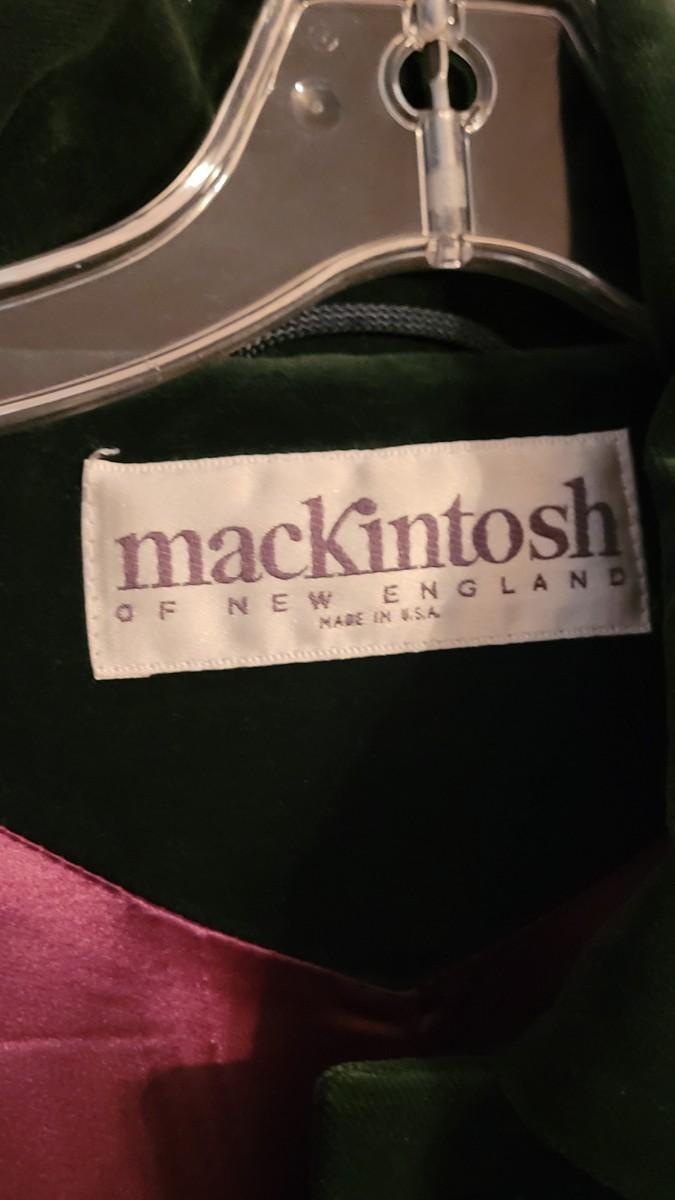 mackintosh
OF NEW ENGLAND
MADE IN U.S.A.